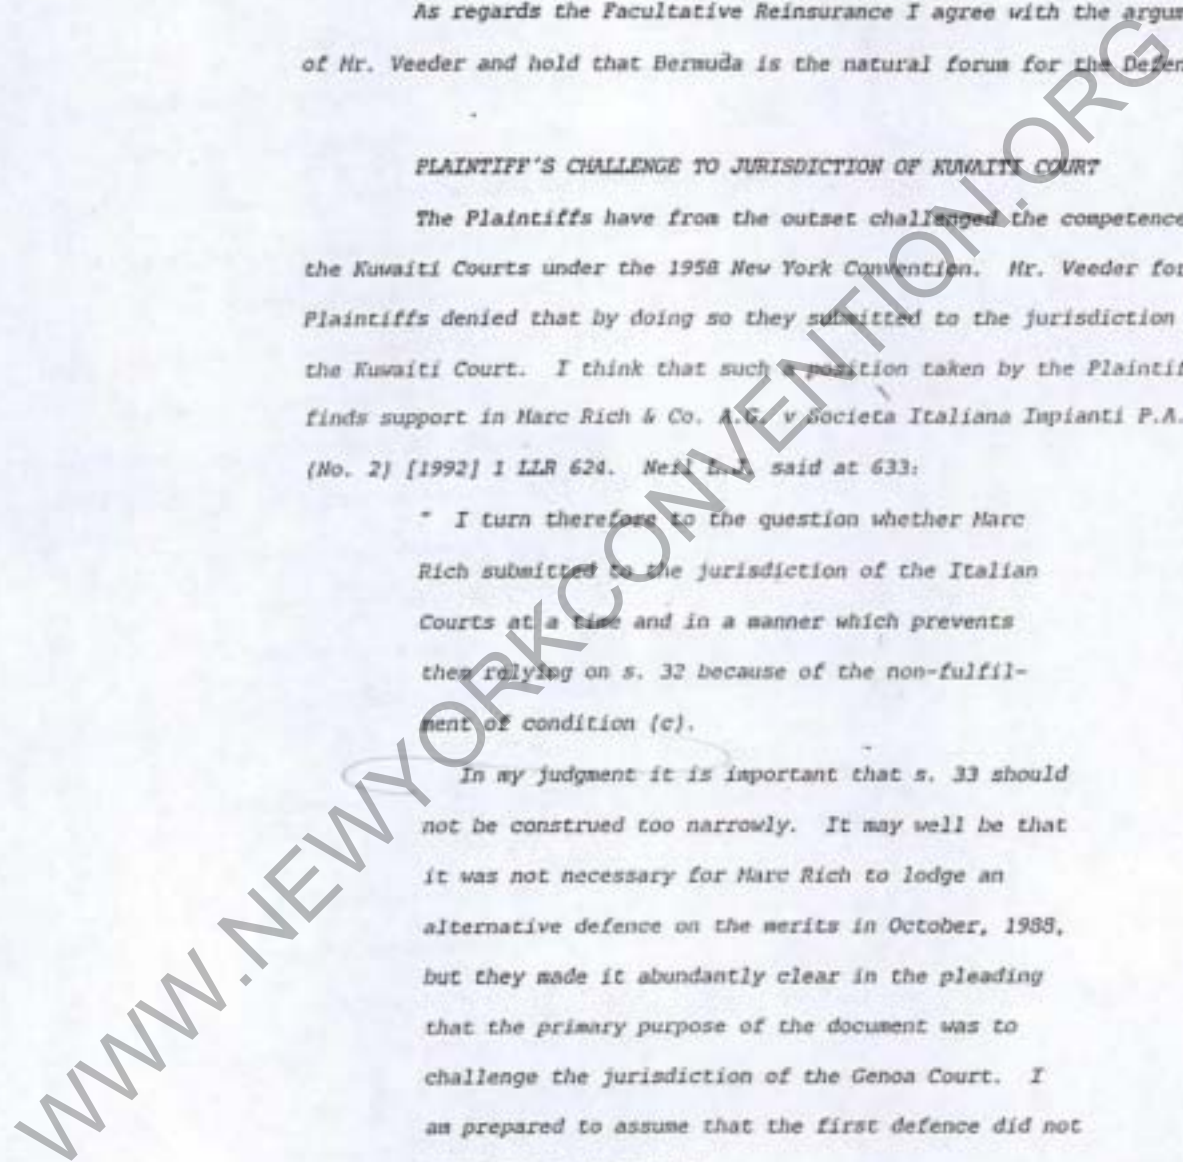 As regards the Facultative Reinsurance I agree with the argum
of Mr. Veeder and hold that Bermuda is the natural forum for the Defen
PLAINTIFF'S CHALLENGE TO JURISDICTION OF KUWAITI COURT
The Plaintiffs have from the outset challenged the competence
the Kuwaiti Courts under the 1958 New York Convention. Mr. Veeder for
Plaintiffs denied that by doing so they submitted to the jurisdiction
the Kuwaiti Court. I think that such a position taken by the Plaintif
finds support in Marc Rich & Co. A.G. v Societa Italiana Impianti P.A.
(No. 2) [1992] 1 LLR 624. Neil L.J. said at 633:
" I turn therefore to the question whether Marc
Rich submitted to the jurisdiction of the Italian
Courts at a time and in a manner which prevents
them relying on s. 32 because of the non-fulfil-
ment of condition (c).
In my judgment it is important that s. 33 should
not be construed too narrowly. It may well be that
it was not necessary for Marc Rich to lodge an
alternative defence on the merits in October, 1988,
but they made it abundantly clear in the pleading
that the primary purpose of the document was to
challenge the jurisdiction of the Genoa Court. I
am prepared to assume that the first defence did not
WWW.NEWYORKCONVENTION.ORG